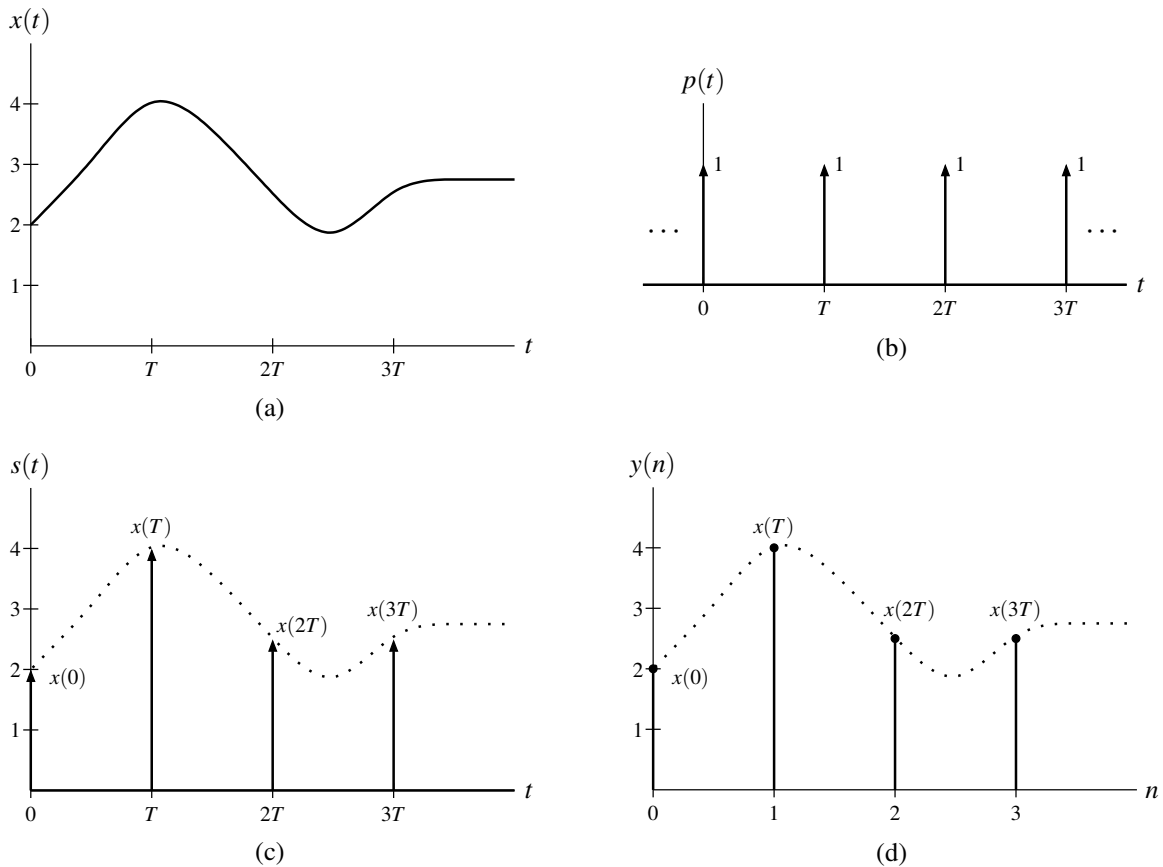 x(t)
4
3
2
1
0 T 2T 3T t
(a)
p(t)
1 1 1 1
⋯ ⋯
0 T 2T 3T t
(b)
s(t)
x(T)
4
3
x(2T) x(3T)
2
x(0)
1
0 T 2T 3T t
(c)
y(n)
x(T)
4
3
x(2T) x(3T)
2
x(0)
1
0 1 2 3 n
(d)